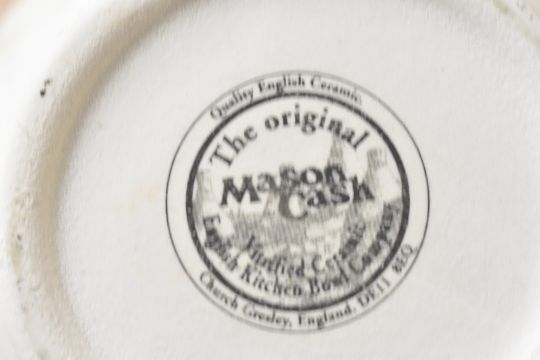 Quality English Ceramic.
The original
Mason
Cash
Vitrified Ceramic
English Kitchen Bowl Company
Church Gresley, England. DE11 8EQ